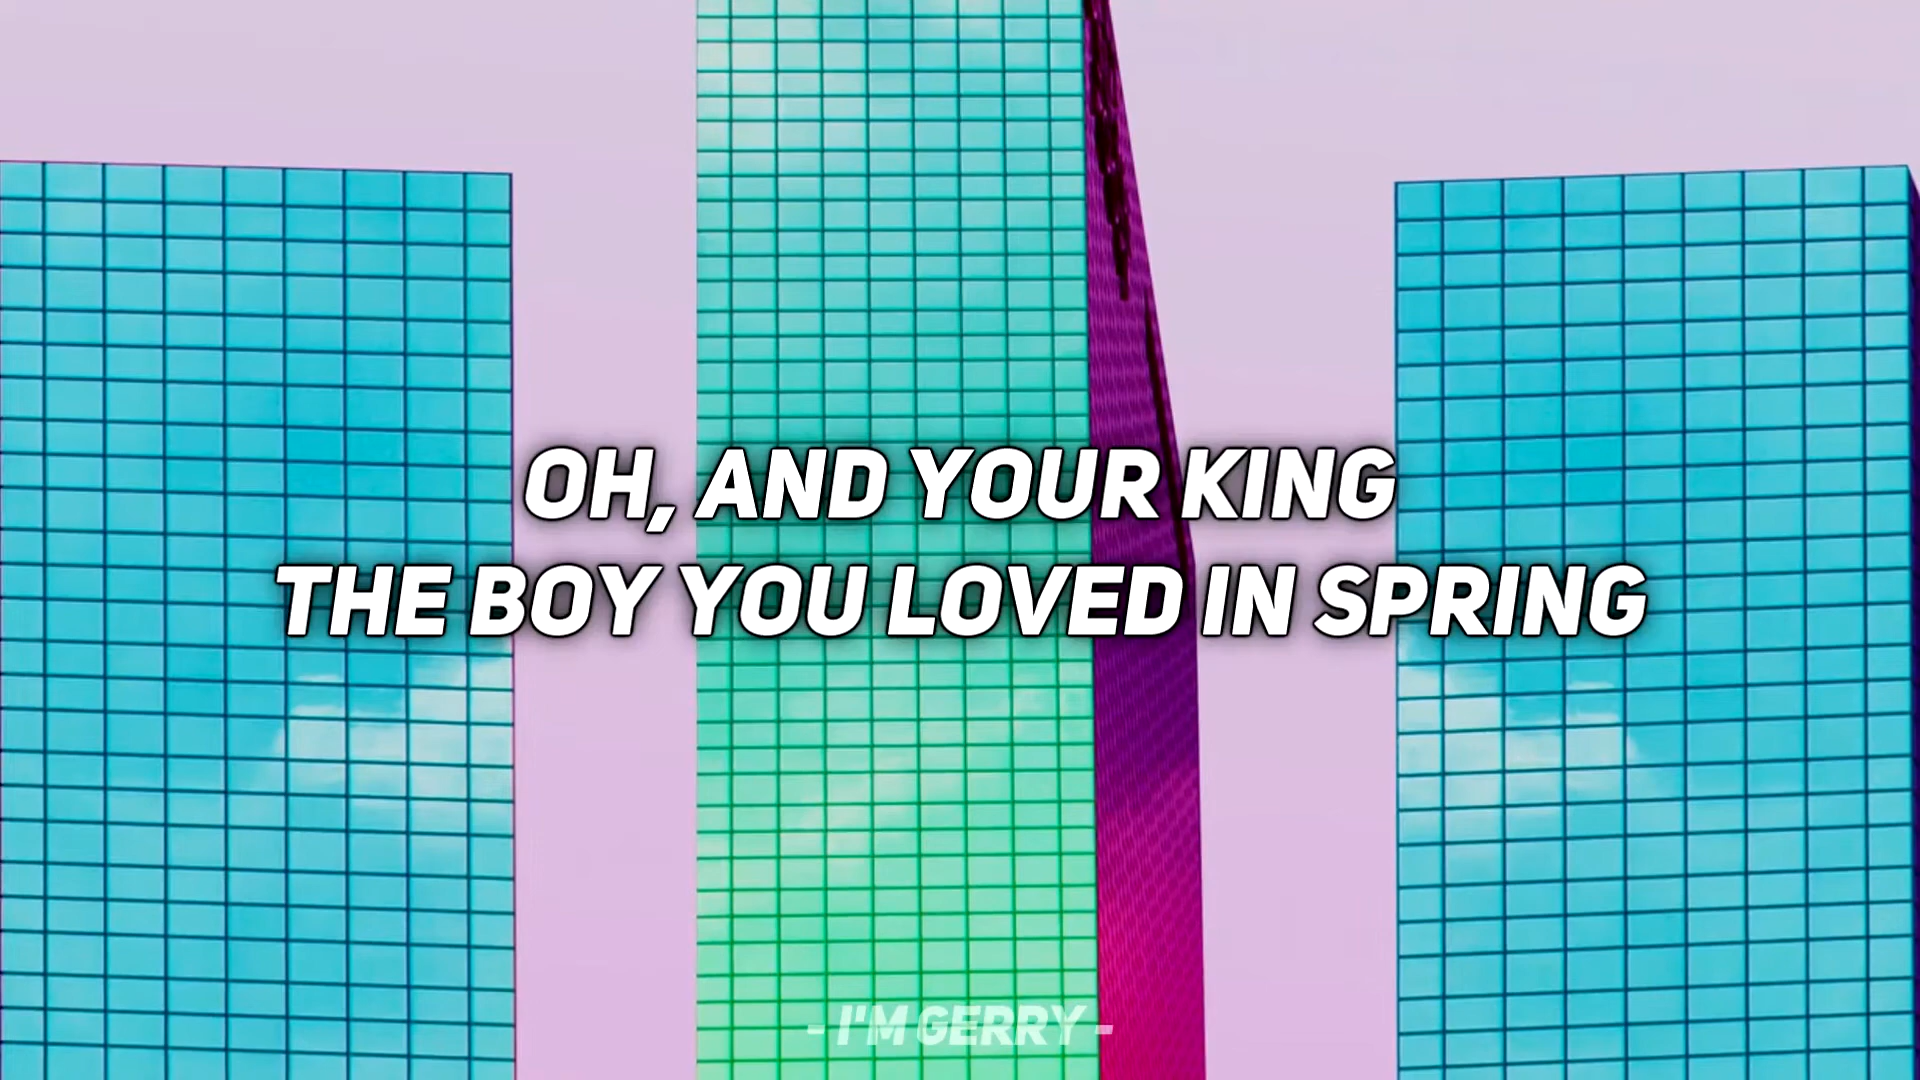 OH, AND YOUR KING
THE BOY YOU LOVED IN SPRING
- I'M GERRY -